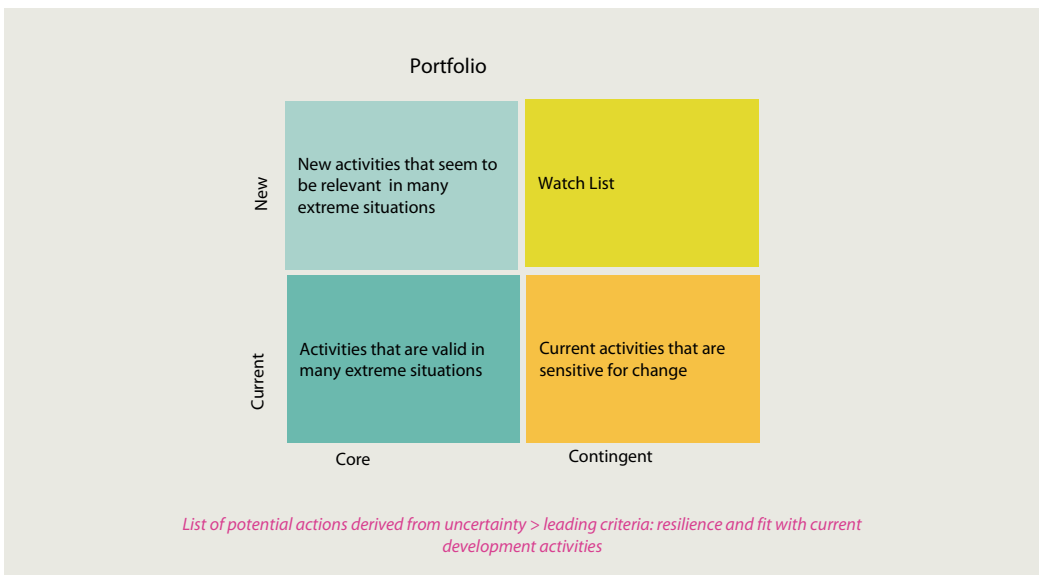 Portfolio
New
New activities that seem to
be relevant in many
extreme situations
Watch List
Current
Activities that are valid in
many extreme situations
Current activities that are
sensitive for change
Core
Contingent
List of potential actions derived from uncertainty > leading criteria: resilience and fit with current
development activities